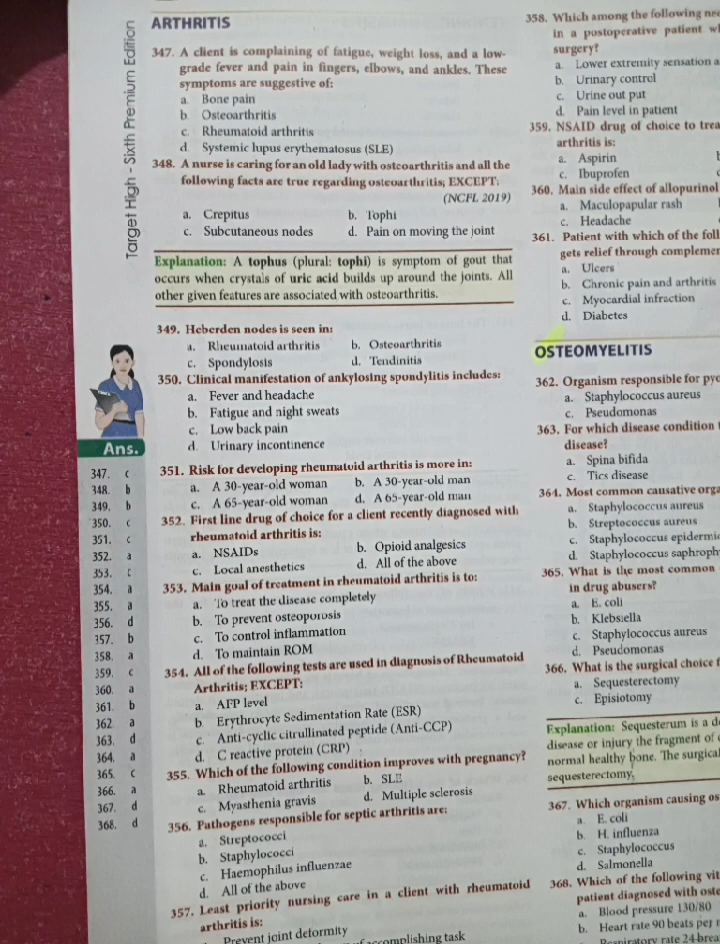 Target High - Sixth Premium Edition
ARTHRITIS
347. A client is complaining of fatigue, weight loss, and a low-
grade fever and pain in fingers, elbows, and ankles. These
symptoms are suggestive of:
a. Bone pain
b. Osteoarthritis
c. Rheumatoid arthritis
d. Systemic lupus erythematosus (SLE)
348. A nurse is caring for an old lady with osteoarthritis and all the
following facts are true regarding osteoarthritis; EXCEPT:
(NCFL 2019)
a. Crepitus b. Tophi
c. Subcutaneous nodes d. Pain on moving the joint
Explanation: A tophus (plural: tophi) is symptom of gout that
occurs when crystals of uric acid builds up around the joints. All
other given features are associated with osteoarthritis.
349. Heberden nodes is seen in:
a. Rheumatoid arthritis b. Osteoarthritis
c. Spondylosis d. Tendinitis
350. Clinical manifestation of ankylosing spondylitis includes:
a. Fever and headache
b. Fatigue and night sweats
c. Low back pain
d. Urinary incontinence
351. Risk for developing rheumatoid arthritis is more in:
a. A 30-year-old woman b. A 30-year-old man
c. A 65-year-old woman d. A 65-year-old man
352. First line drug of choice for a client recently diagnosed with
rheumatoid arthritis is:
a. NSAIDs b. Opioid analgesics
c. Local anesthetics d. All of the above
353. Main goal of treatment in rheumatoid arthritis is to:
a. To treat the disease completely
b. To prevent osteoporosis
c. To control inflammation
d. To maintain ROM
354. All of the following tests are used in diagnosis of Rheumatoid
Arthritis; EXCEPT:
a. AFP level
b. Erythrocyte Sedimentation Rate (ESR)
c. Anti-cyclic citrullinated peptide (Anti-CCP)
d. C reactive protein (CRP)
355. Which of the following condition improves with pregnancy?
a. Rheumatoid arthritis b. SLE
c. Myasthenia gravis d. Multiple sclerosis
356. Pathogens responsible for septic arthritis are:
a. Streptococci
b. Staphylococci
c. Haemophilus influenzae
d. All of the above
357. Least priority nursing care in a client with rheumatoid
arthritis is:
Prevent joint deformity
accomplishing task
Ans.
347. c
348. b
349. b
350. c
351. c
352. a
353. c
354. a
355. a
356. d
357. b
358. a
359. c
360. a
361. b
362. a
363. d
364. a
365. c
366. a
367. d
368. d
358. Which among the following
in a postoperative patient
surgery?
a. Lower extremity sensation
b. Urinary control
c. Urine out put
d. Pain level in patient
359. NSAID drug of choice to
arthritis is:
a. Aspirin
c. Ibuprofen
360. Main side effect of allopurinol
a. Maculopapular rash
c. Headache
361. Patient with which of the
gets relief through
a. Ulcers
b. Chronic pain and arthritis
c. Myocardial infraction
d. Diabetes
OSTEOMYELITIS
362. Organism responsible for
a. Staphylococcus aureus
c. Pseudomonas
363. For which disease condition
disease?
a. Spina bifida
c. Tics disease
364. Most common causative
a. Staphylococcus aureus
b. Streptococcus aureus
c. Staphylococcus
d. Staphylococcus
365. What is the most common
in drug abusers?
a. E. coli
b. Klebsiella
c. Staphylococcus aureus
d. Pseudomonas
366. What is the surgical choice
a. Sequesterectomy
c. Episiotomy
Explanation: Sequesterum is a
disease or injury the fragment of
normal healthy bone. The surgical
sequesterectomy.
367. Which organism causing
a. E. coli
b. H. influenza
c. Staphylococcus
d. Salmonella
368. Which of the following
patient diagnosed with
a. Blood pressure 130/80
b. Heart rate 90 beats per
Respiratory rate 24